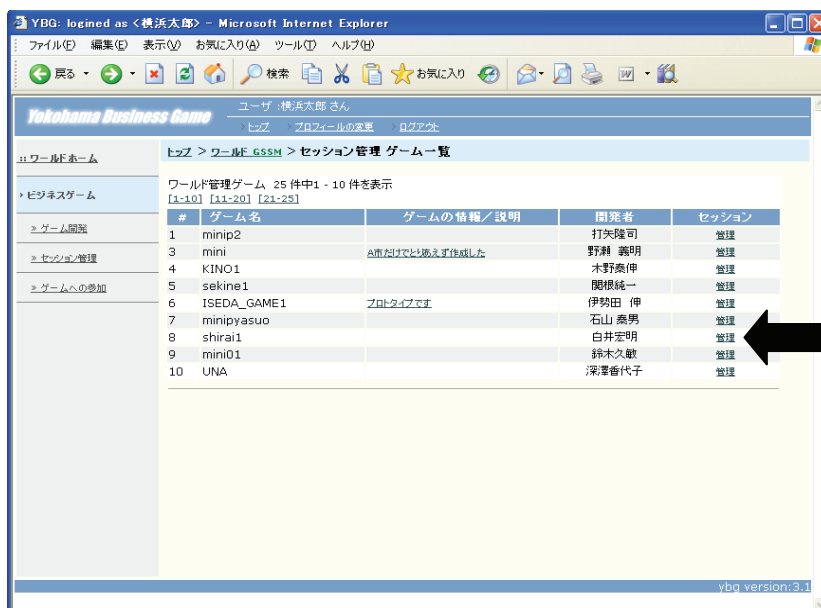 YBG: logined as <横浜太郎> - Microsoft Internet Explorer
ファイル(F) 編集(E) 表示(V) お気に入り(A) ツール(T) ヘルプ(H)
戻る 検索 お気に入り
Yokohama Business Game
ユーザ :横浜太郎 さん
トップ プロフィールの変更 ログアウト
:: ワールドホーム
トップ > ワールド GSSM > セッション管理 ゲーム一覧
› ビジネスゲーム
» ゲーム開発
» セッション管理
» ゲームへの参加
ワールド管理ゲーム 25 件中1 - 10 件を表示
[1-10] [11-20] [21-25]
# ゲーム名 ゲームの情報/説明 開発者 セッション
1 minip2 打矢隆司 管理
3 mini A市だけでとりあえず作成した 野瀬 義明 管理
4 KINO1 木野泰伸 管理
5 sekine1 関根純一 管理
6 ISEDA_GAME1 プロトタイプです 伊勢田 伸 管理
7 minipyasuo 石山 泰男 管理
8 shirai1 白井宏明 管理
9 mini01 鈴木久敏 管理
10 UNA 深澤香代子 管理
ybg version:3.1